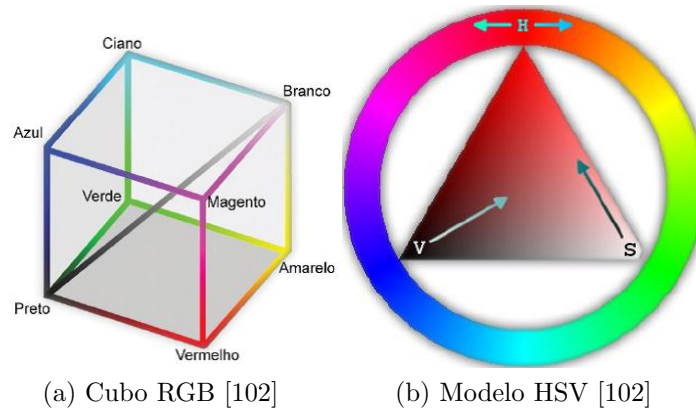 Ciano
Branco
Azul
Verde
Magento
Amarelo
Preto
Vermelho
H
V
S
(a) Cubo RGB [102]
(b) Modelo HSV [102]